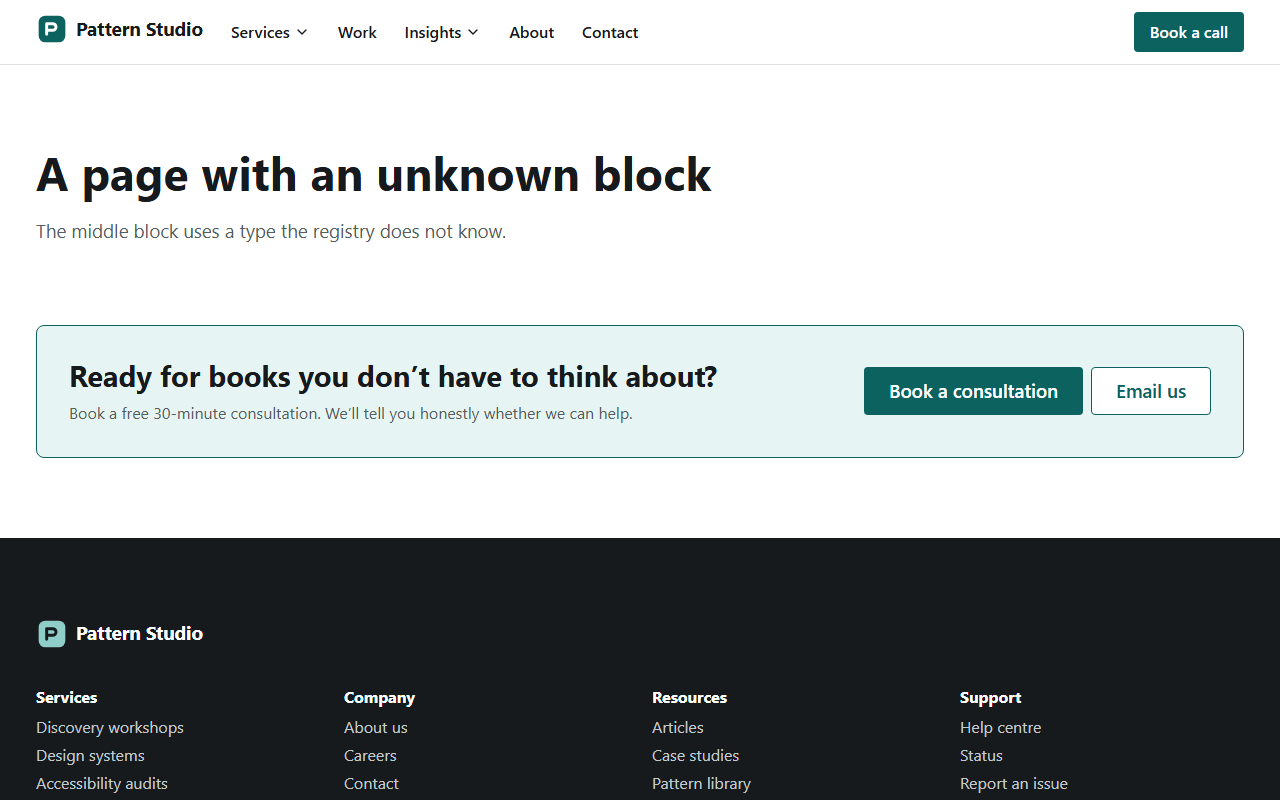 Pattern Studio
Services
Work
Insights
About
Contact
Book a call
A page with an unknown block
The middle block uses a type the registry does not know.
Ready for books you don’t have to think about?
Book a free 30-minute consultation. We’ll tell you honestly whether we can help.
Book a consultation
Email us
Pattern Studio
Services
Discovery workshops
Design systems
Accessibility audits
Company
About us
Careers
Contact
Resources
Articles
Case studies
Pattern library
Support
Help centre
Status
Report an issue